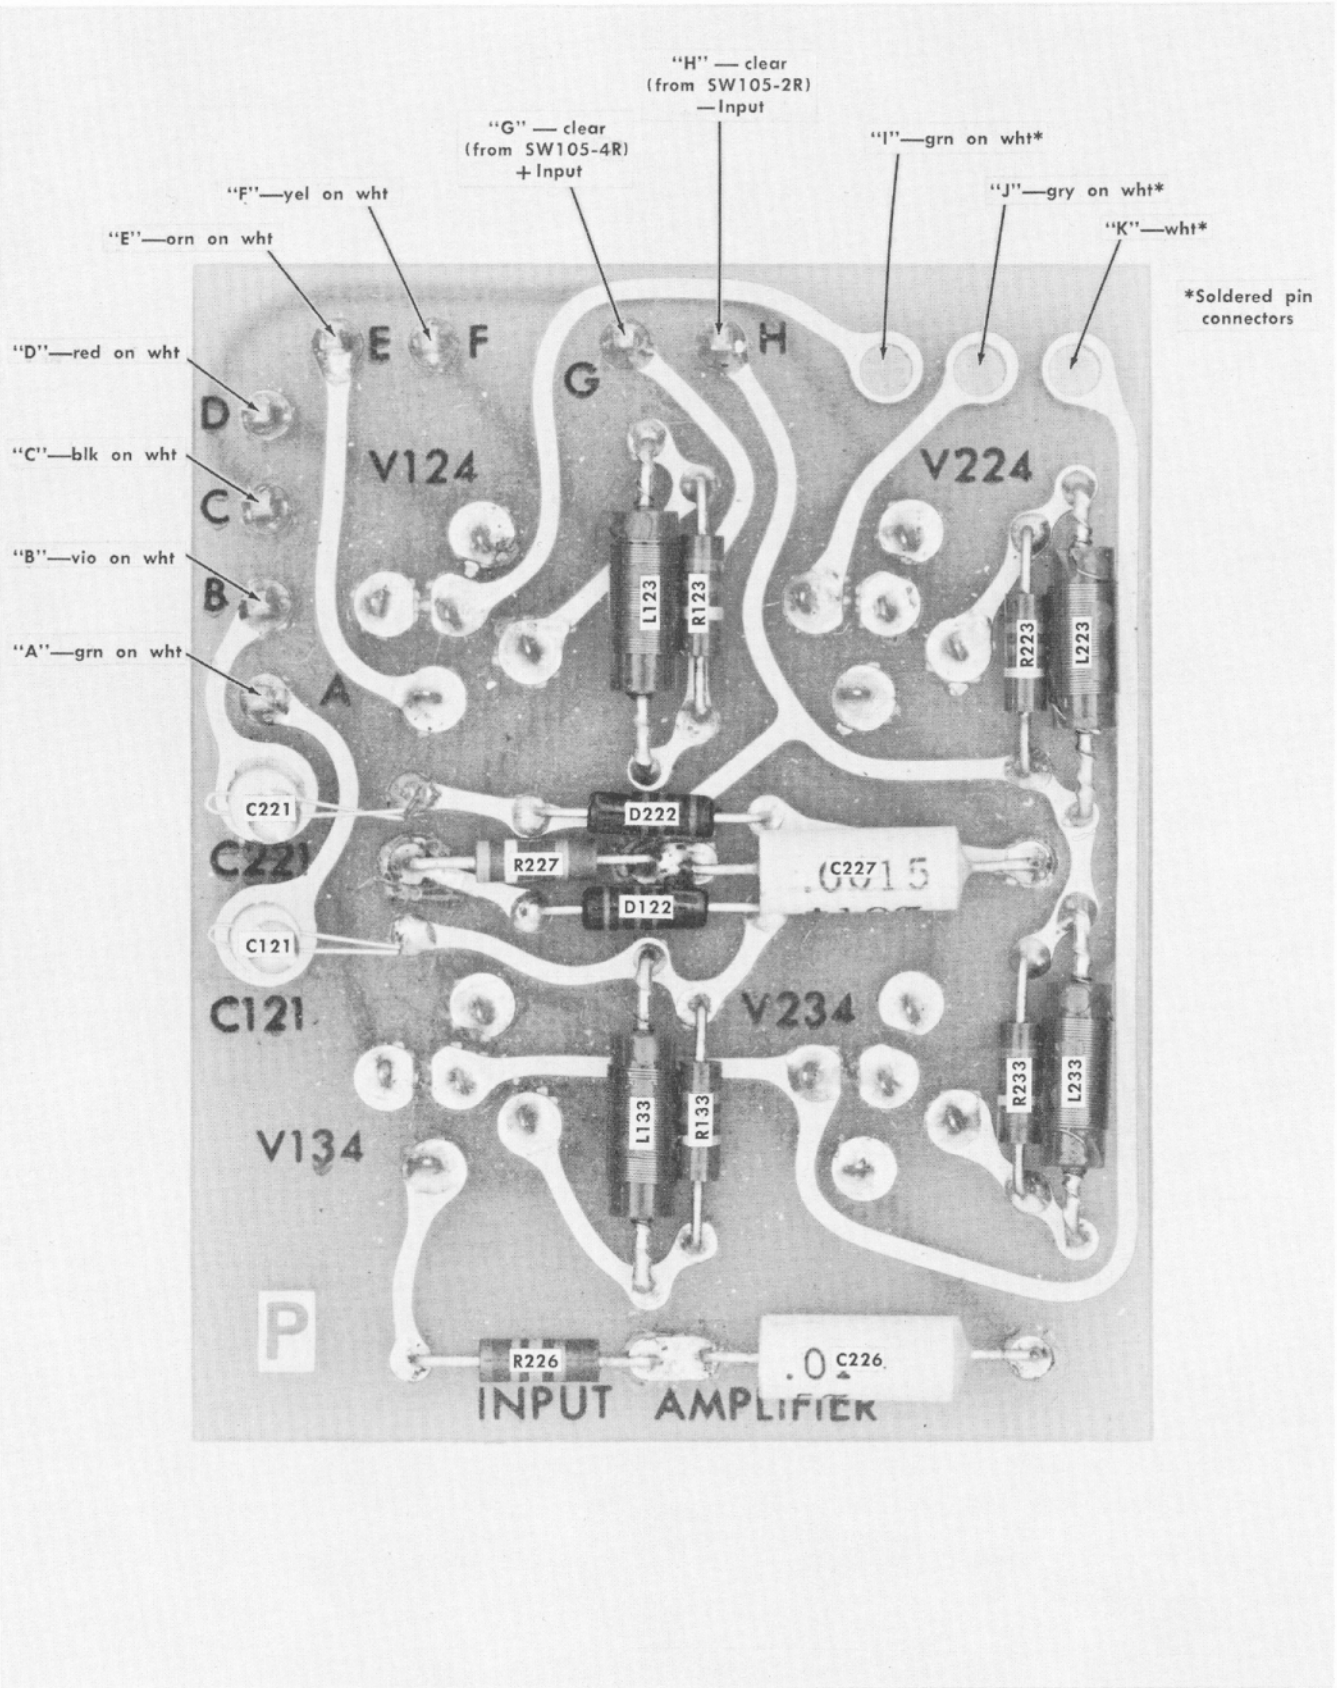 “H” — clear
(from SW105-2R)
—Input
“G” — clear
(from SW105-4R)
+Input
“I”—grn on wht*
“F”—yel on wht
“J”—gry on wht*
“E”—orn on wht
“K”—wht*
*Soldered pin
connectors
E
F
H
“D”—red on wht
G
D
“C”—blk on wht
V124
V224
C
“B”—vio on wht
B
L123
R123
R223
L223
“A”—grn on wht
A
C221
D222
C221
R227
C227
.0015
D122
C121
C121
V234
L133
R133
R233
L233
V134
P
R226
.0
C226
INPUT AMPLIFIER